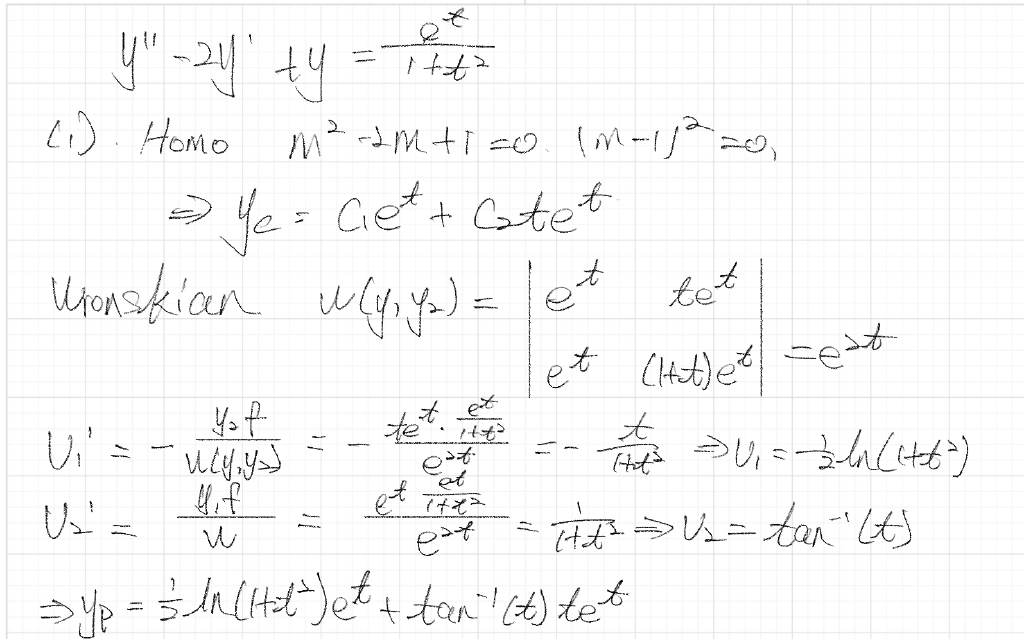 y'' - 2y' + y = e^t / (1+t^2)
(1). Homo m^2 - 2m + 1 = 0. (m-1)^2 = 0,
⇒ y_c = C_1e^t + C_2te^t
Wronskian W(y_1, y_2) = | e^t te^t |
| e^t (1+t)e^t | = e^{2t}
U_1' = - y_2f / W(y_1,y_2) = - te^t · (e^t / (1+t^2)) / e^{2t} = - t / (1+t^2) ⇒ U_1 = -1/2 ln(1+t^2)
U_2' = y_1f / W = e^t (e^t / (1+t^2)) / e^{2t} = 1 / (1+t^2) ⇒ U_2 = tan^{-1}(t)
⇒ y_p = 1/2 ln(1+t^2)e^t + tan^{-1}(t) te^t